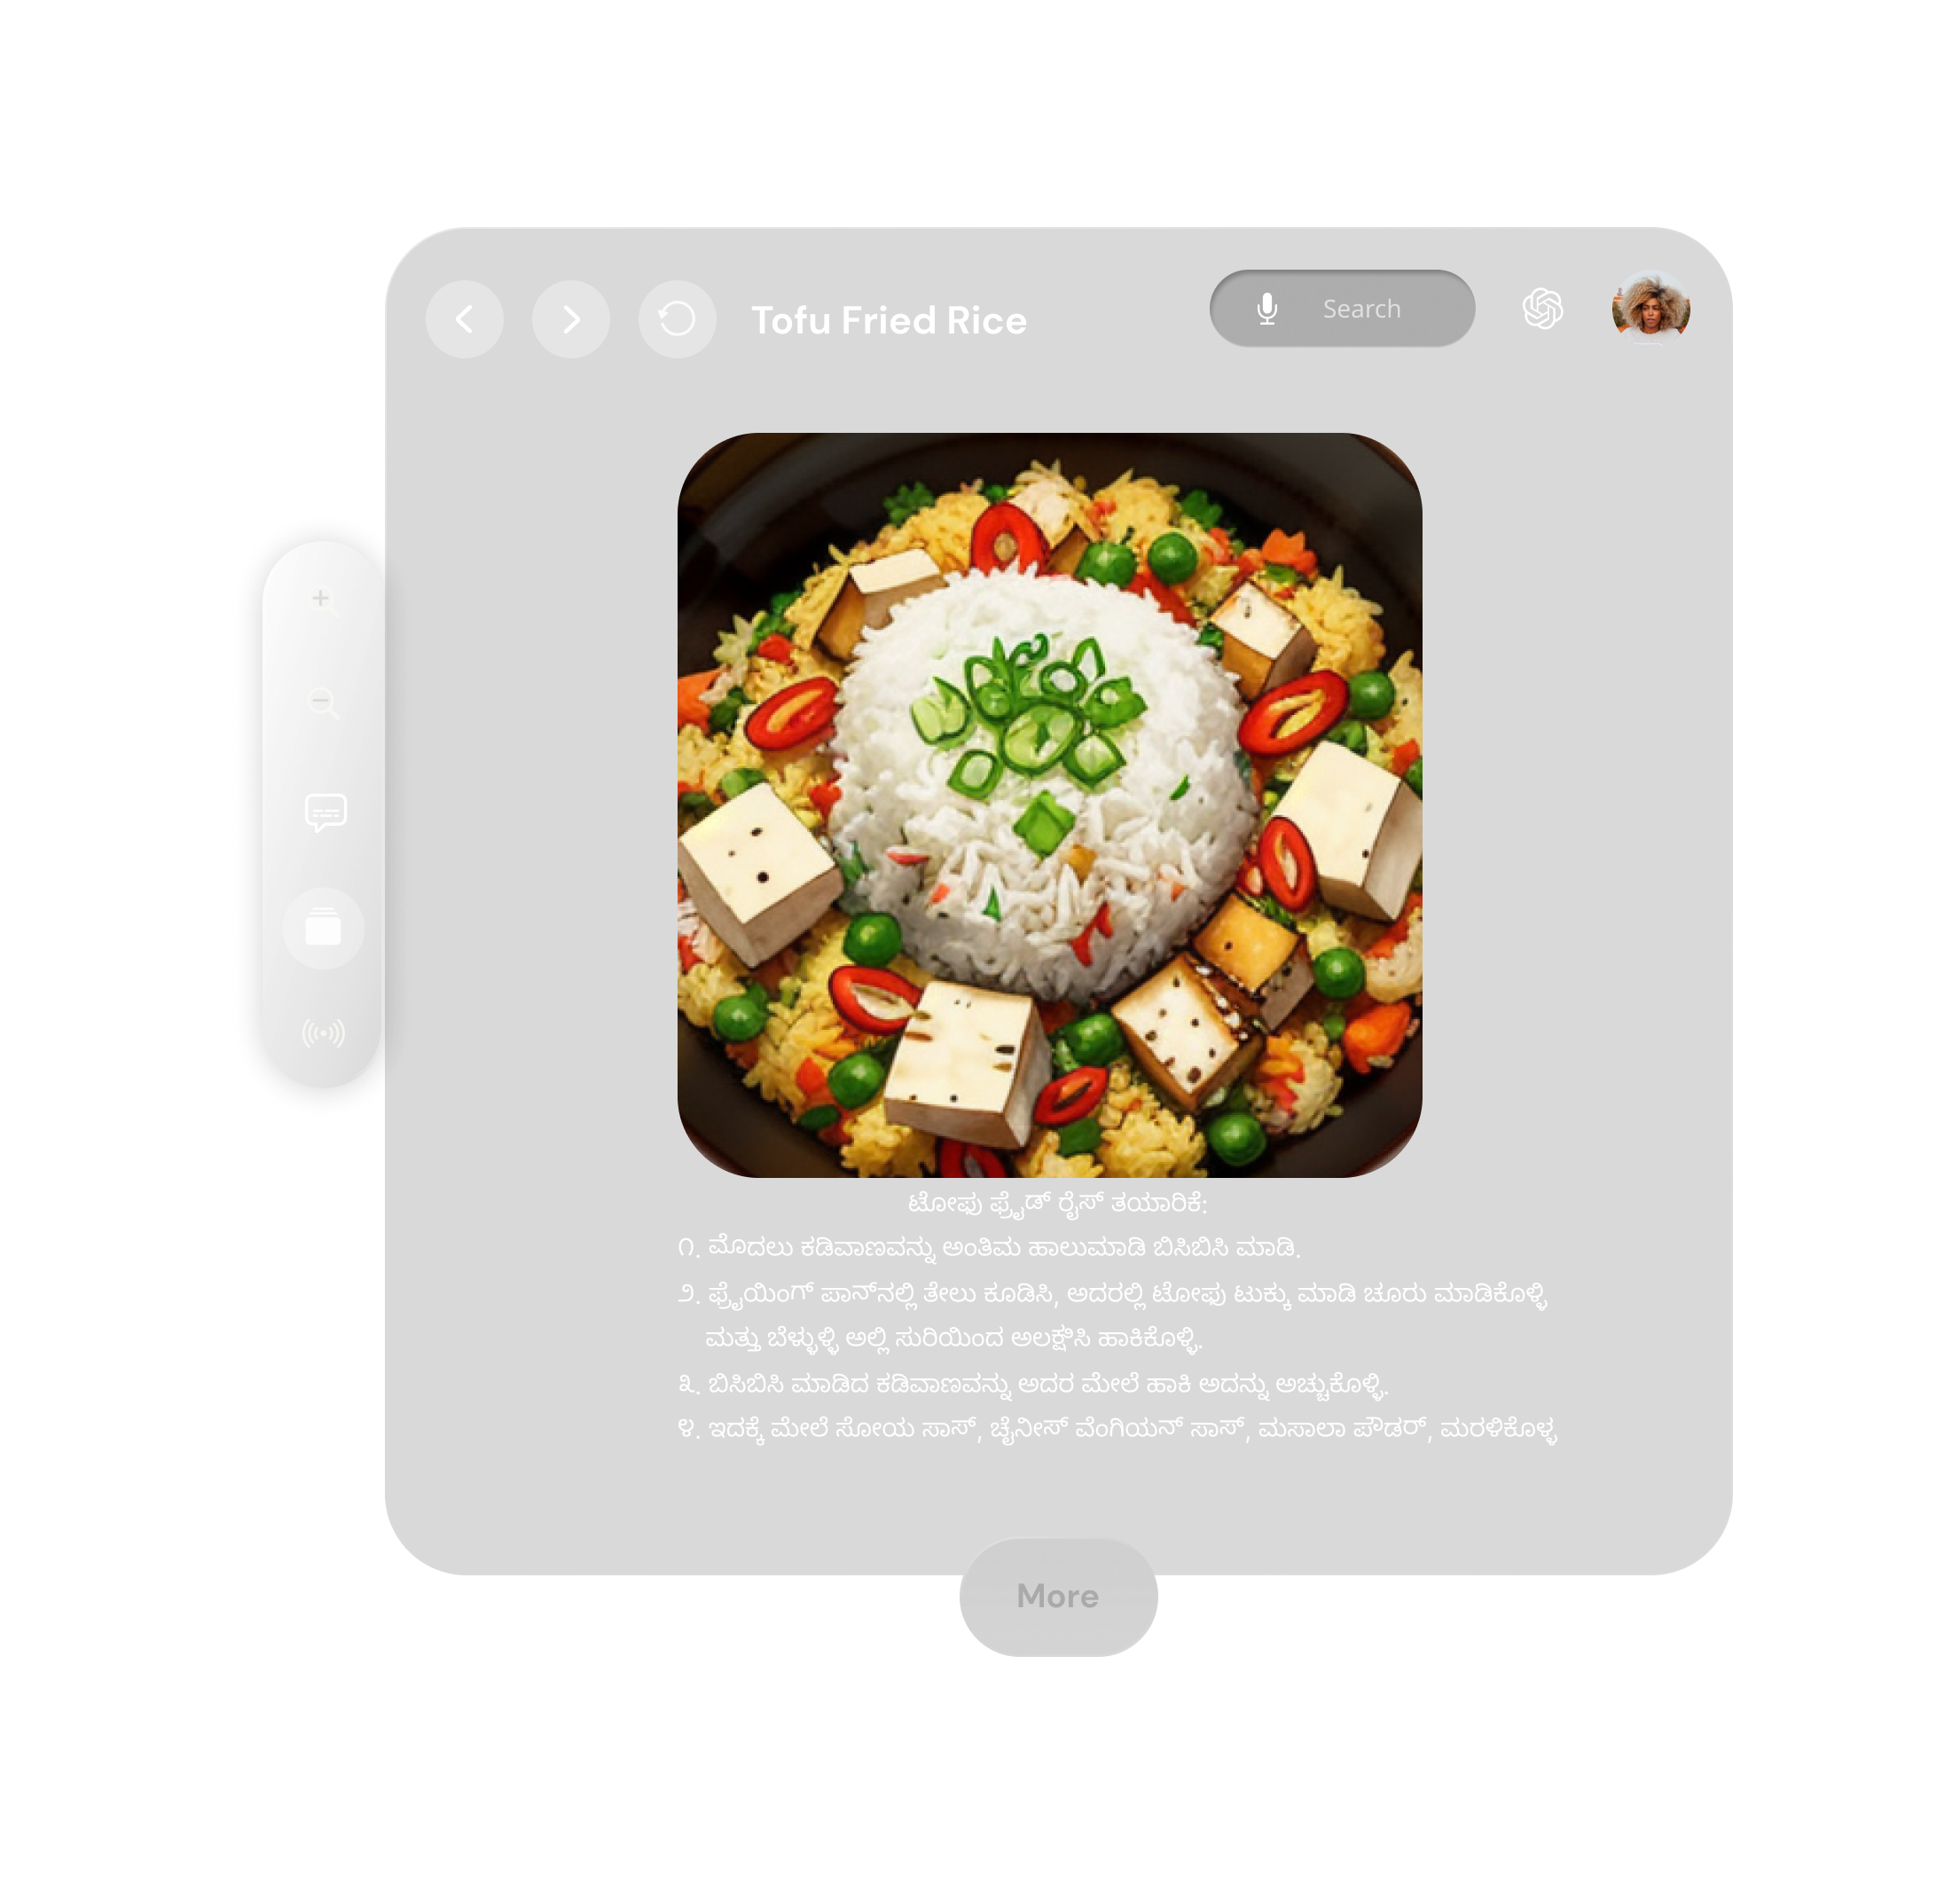 Tofu Fried Rice
Search
ಟೋಫು ಫ್ರೈಡ್ ರೈಸ್ ತಯಾರಿಕೆ:
೧. ಮೊದಲು ಕಡಿವಾಣವನ್ನು ಅಂತಿಮ ಹಾಲುಮಾಡಿ ಬಿಸಿಬಿಸಿ ಮಾಡಿ.
೨. ಫ್ರೈಯಿಂಗ್ ಪಾನ್‌ನಲ್ಲಿ ತೇಲು ಕೂಡಿಸಿ, ಅದರಲ್ಲಿ ಟೋಫು ಟುಕ್ಕು ಮಾಡಿ ಚೂರು ಮಾಡಿಕೊಳ್ಳಿ
ಮತ್ತು ಬೆಳ್ಳುಳ್ಳಿ ಅಲ್ಲಿ ಸುರಿಯಿಂದ ಅಲಕ್ಷಿಸಿ ಹಾಕಿಕೊಳ್ಳಿ.
೩. ಬಿಸಿಬಿಸಿ ಮಾಡಿದ ಕಡಿವಾಣವನ್ನು ಅದರ ಮೇಲೆ ಹಾಕಿ ಅದನ್ನು ಅಚ್ಚುಕೊಳ್ಳಿ.
೪. ಇದಕ್ಕೆ ಮೇಲೆ ಸೋಯ ಸಾಸ್, ಚೈನೀಸ್ ವೆಂಗಿಯನ್ ಸಾಸ್, ಮಸಾಲಾ ಪೌಡರ್, ಮರಳಿಕೊಳ್ಳ
More